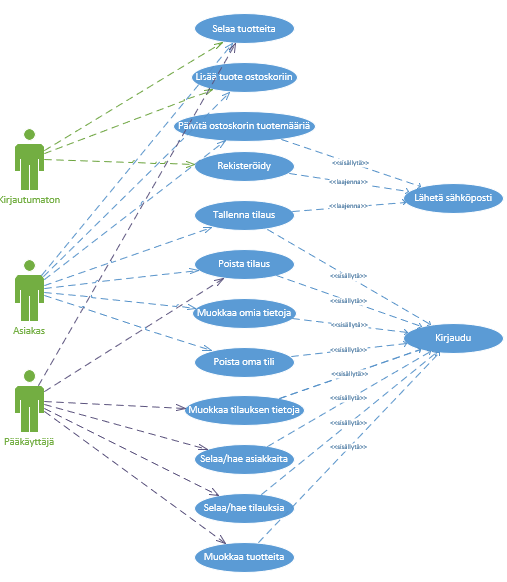 Selaa tuotteita
Lisää tuote ostoskoriin
Päivitä ostoskorin tuotemääriä
Rekisteröidy
<<sisällytä>>
<<laajenna>>
Lähetä sähköposti
Kirjautumaton
Tallenna tilaus
<<laajenna>>
Poista tilaus
<<sisällytä>>
<<sisällytä>>
Asiakas
Muokkaa omia tietoja
<<sisällytä>>
Kirjaudu
Poista oma tili
<<sisällytä>>
<<sisällytä>>
Muokkaa tilauksen tietoja
<<sisällytä>>
Pääkäyttäjä
<<sisällytä>>
<<sisällytä>>
Selaa/hae asiakkaita
Selaa/hae tilauksia
Muokkaa tuotteita